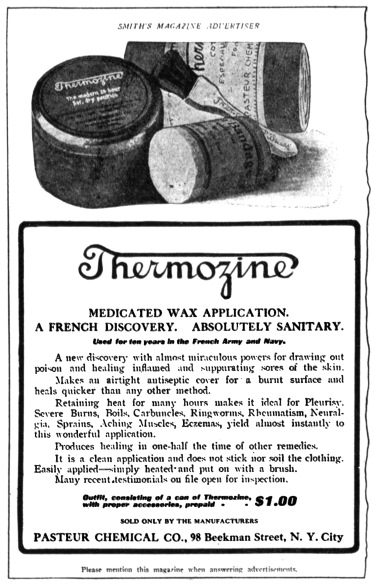 SMITH'S MAGAZINE ADVERTISER
Thermozine
The modern 24 hour
hot, dry poultice
PASTEUR CHEM
Thermozine
MEDICATED WAX APPLICATION.
A FRENCH DISCOVERY. ABSOLUTELY SANITARY.
Used for ten years in the French Army and Navy.
A new discovery with almost miraculous powers for drawing out
poison and healing inflamed and suppurating sores of the skin.
Makes an airtight antiseptic cover for a burnt surface and
heals quicker than any other method.
Retaining heat for many hours makes it ideal for Pleurisy.
Severe Burns, Boils, Carbuncles, Ringworms, Rheumatism, Neural-
gia, Sprains, Aching Muscles, Eczemas, yield almost instantly to
this wonderful application.
Produces healing in one-half the time of other remedies.
It is a clean application and does not stick nor soil the clothing.
Easily applied—simply heated and put on with a brush.
Many recent testimonials on file open for inspection.
Outfit, consisting of a can of Thermozine,
with proper accessories, prepaid - - $1.00
SOLD ONLY BY THE MANUFACTURERS
PASTEUR CHEMICAL CO., 98 Beekman Street, N. Y. City
Please mention this magazine when answering advertisements.